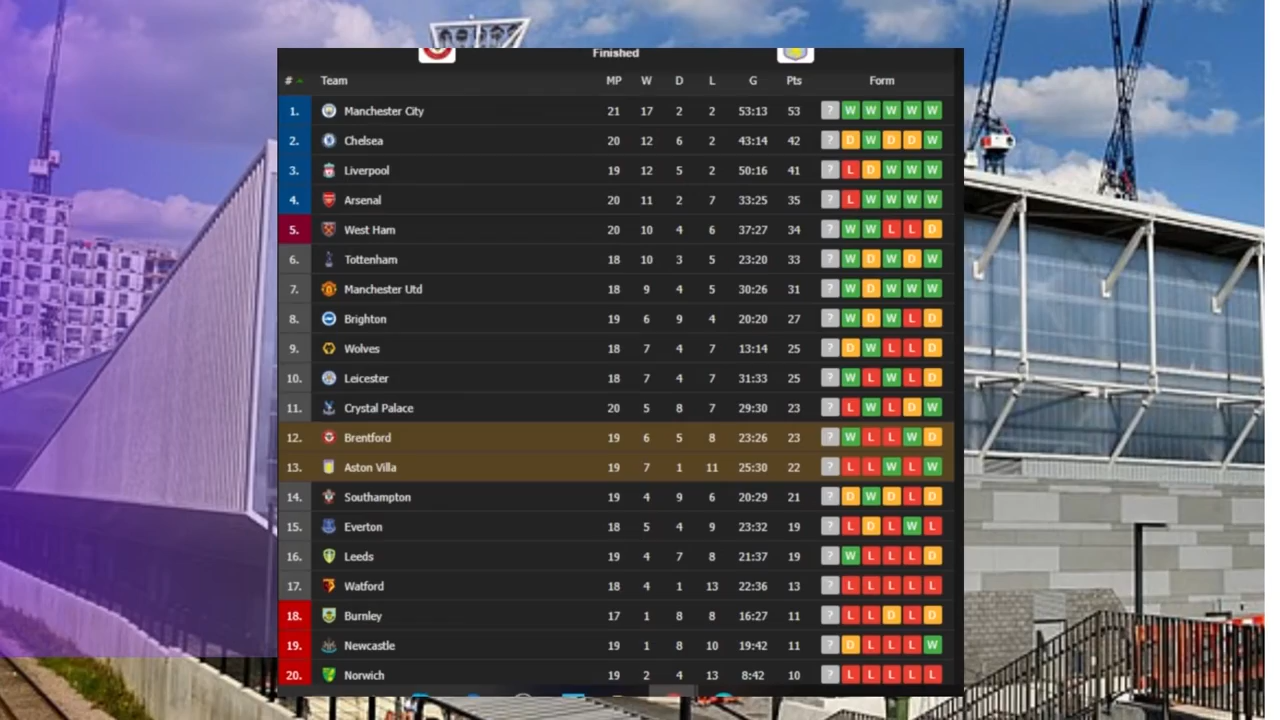 Finished
# Team MP W D L G Pts Form
1. Manchester City 21 17 2 2 53:13 53 ? W W W W W
2. Chelsea 20 12 6 2 43:14 42 ? D W D D W
3. Liverpool 19 12 5 2 50:16 41 ? L D W W W
4. Arsenal 20 11 2 7 33:25 35 ? L W W W W
5. West Ham 20 10 4 6 37:27 34 ? W W L L D
6. Tottenham 18 10 3 5 23:20 33 ? W D W D W
7. Manchester Utd 18 9 4 5 30:26 31 ? W D W W W
8. Brighton 19 6 9 4 20:20 27 ? W D W L D
9. Wolves 18 7 4 7 13:14 25 ? D W L L D
10. Leicester 18 7 4 7 31:33 25 ? W L W L D
11. Crystal Palace 20 5 8 7 29:30 23 ? L W L D W
12. Brentford 19 6 5 8 23:26 23 ? W L L W D
13. Aston Villa 19 7 1 11 25:30 22 ? L L W L W
14. Southampton 19 4 9 6 20:29 21 ? D W D L D
15. Everton 18 5 4 9 23:32 19 ? L D L W L
16. Leeds 19 4 7 8 21:37 19 ? W L L L D
17. Watford 18 4 1 13 22:36 13 ? L L L L L
18. Burnley 17 1 8 8 16:27 11 ? L L D L D
19. Newcastle 19 1 8 10 19:42 11 ? D L L L W
20. Norwich 19 2 4 13 8:42 10 ? L L L L L